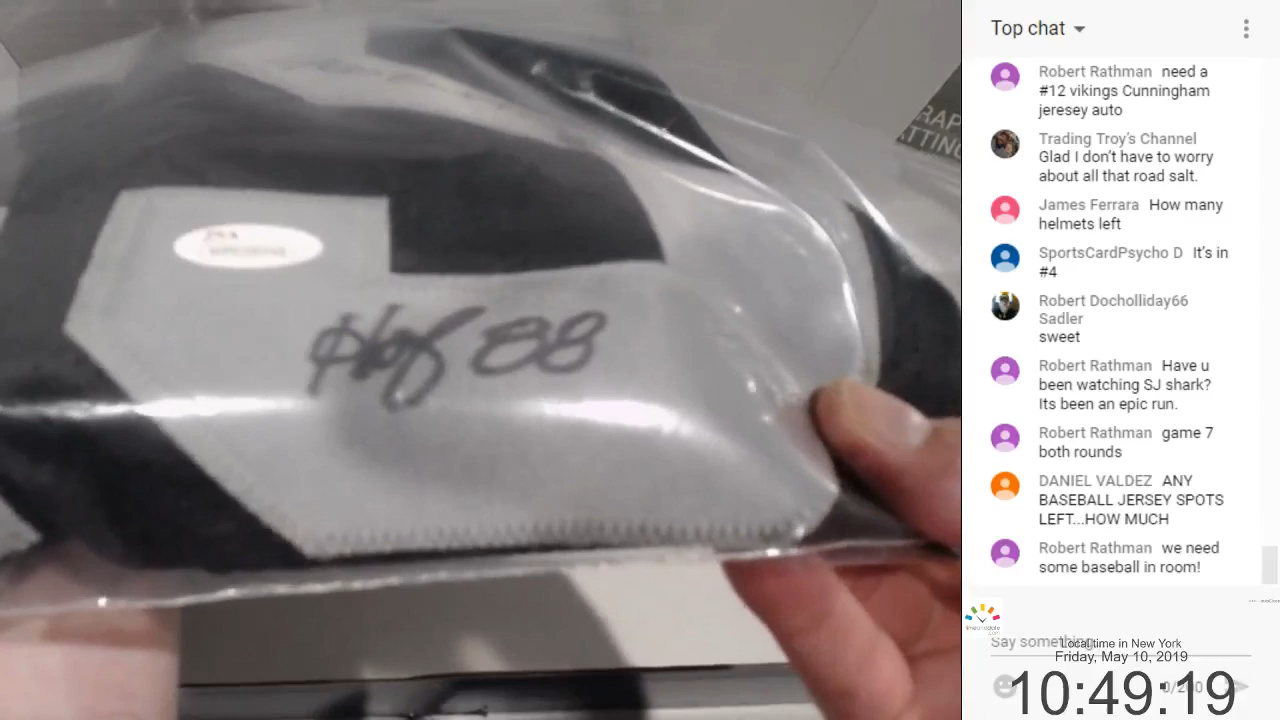 Hof 88
Top chat
Robert Rathman need a
#12 vikings Cunningham
jeresey auto
Trading Troy's Channel
Glad I don't have to worry
about all that road salt.
James Ferrara How many
helmets left
SportsCardPsycho D It's in
#4
Robert Docholliday66
Sadler
sweet
Robert Rathman Have u
been watching SJ shark?
Its been an epic run.
Robert Rathman game 7
both rounds
DANIEL VALDEZ ANY
BASEBALL JERSEY SPOTS
LEFT...HOW MUCH
Robert Rathman we need
some baseball in room!
Say something...
Local time in New York
Friday, May 10, 2019
10:49:19